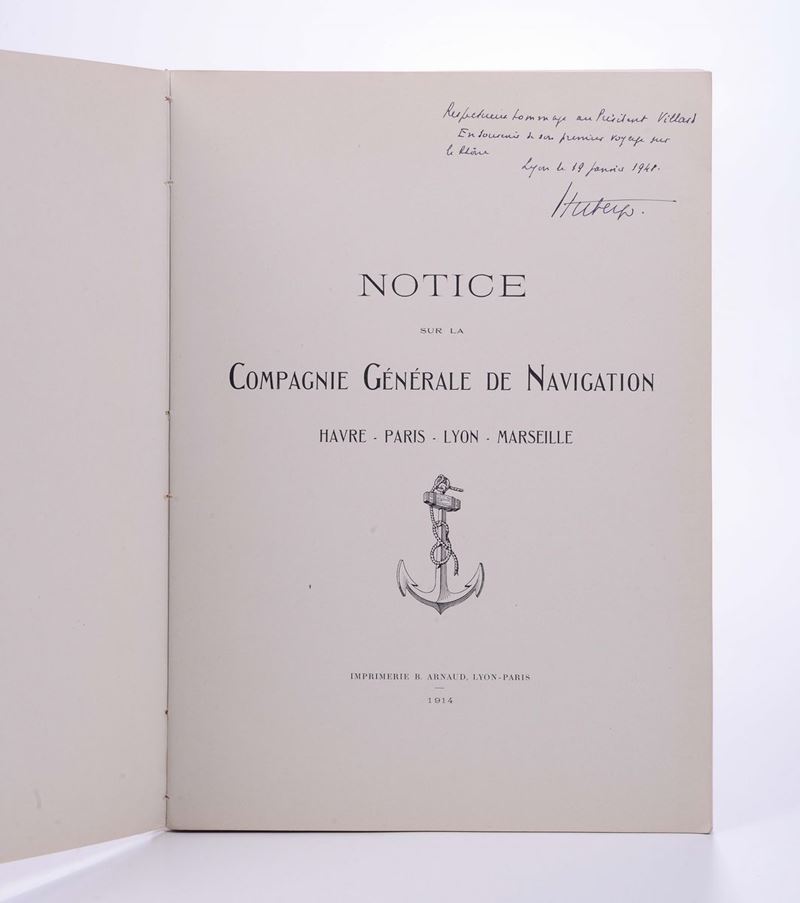 Respectueux hommage au Président Villard
En souvenir de son premier voyage sur
le Rhône
Lyon le 19 janvier 1948.
NOTICE
SUR LA
COMPAGNIE GÉNÉRALE DE NAVIGATION
HAVRE - PARIS - LYON - MARSEILLE
IMPRIMERIE B. ARNAUD, LYON-PARIS
1914